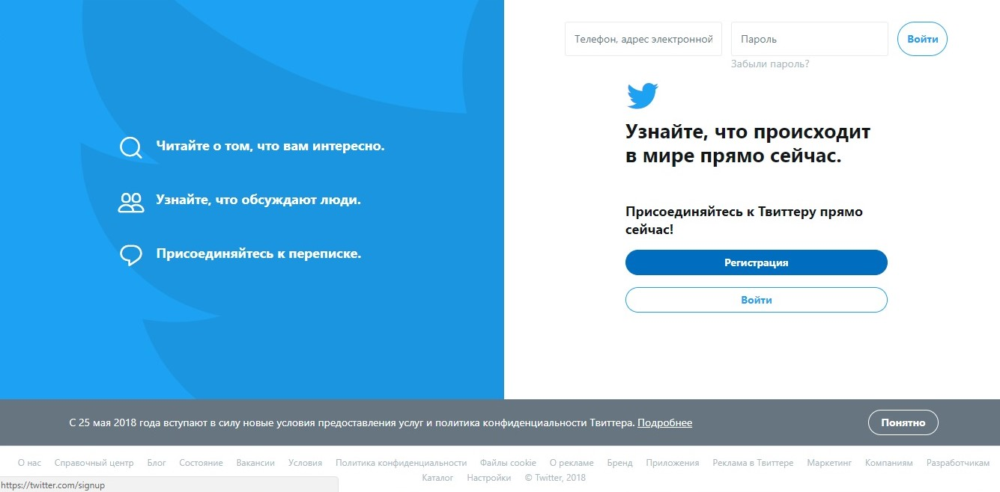 Телефон, адрес электронной
Пароль
Войти
Забыли пароль?
Читайте о том, что вам интересно.
Узнайте, что обсуждают люди.
Присоединяйтесь к переписке.
Узнайте, что происходит
в мире прямо сейчас.
Присоединяйтесь к Твиттеру прямо
сейчас!
Регистрация
Войти
С 25 мая 2018 года вступают в силу новые условия предоставления услуг и политика конфиденциальности Твиттера. Подробнее
Понятно
О нас Справочный центр Блог Состояние Вакансии Условия Политика конфиденциальности Файлы cookie О рекламе Бренд Приложения Реклама в Твиттере Маркетинг Компаниям Разработчикам
Каталог Настройки © Twitter, 2018
https://twitter.com/signup